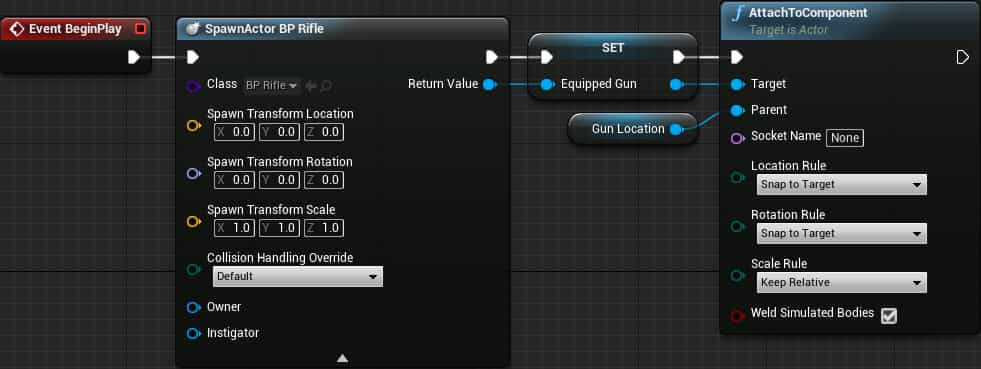 Event BeginPlay
SpawnActor BP Rifle
Class BP Rifle
Return Value
Spawn Transform Location
X 0.0 Y 0.0 Z 0.0
Spawn Transform Rotation
X 0.0 Y 0.0 Z 0.0
Spawn Transform Scale
X 1.0 Y 1.0 Z 1.0
Collision Handling Override
Default
Owner
Instigator
SET
Equipped Gun
Gun Location
f AttachToComponent
Target is Actor
Target
Parent
Socket Name None
Location Rule
Snap to Target
Rotation Rule
Snap to Target
Scale Rule
Keep Relative
Weld Simulated Bodies